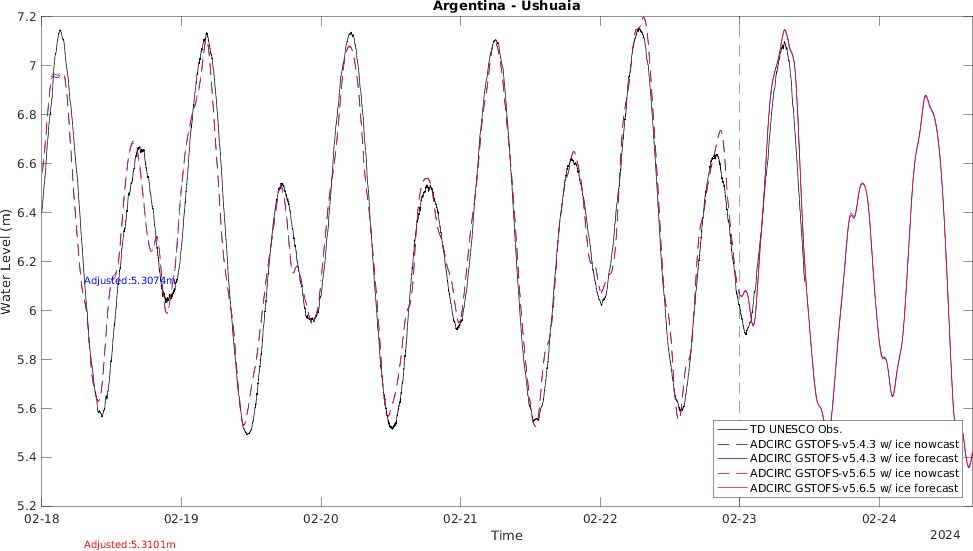 Argentina - Ushuaia
7.2
7
6.8
6.6
6.4
6.2
6
5.8
5.6
5.4
5.2
Water Level (m)
Adjusted:5.3074m
TD UNESCO Obs.
ADCIRC GSTOFS-v5.4.3 w/ ice nowcast
ADCIRC GSTOFS-v5.4.3 w/ ice forecast
ADCIRC GSTOFS-v5.6.5 w/ ice nowcast
ADCIRC GSTOFS-v5.6.5 w/ ice forecast
02-18 02-19 02-20 02-21 02-22 02-23 02-24
Time
2024
Adjusted:5.3101m